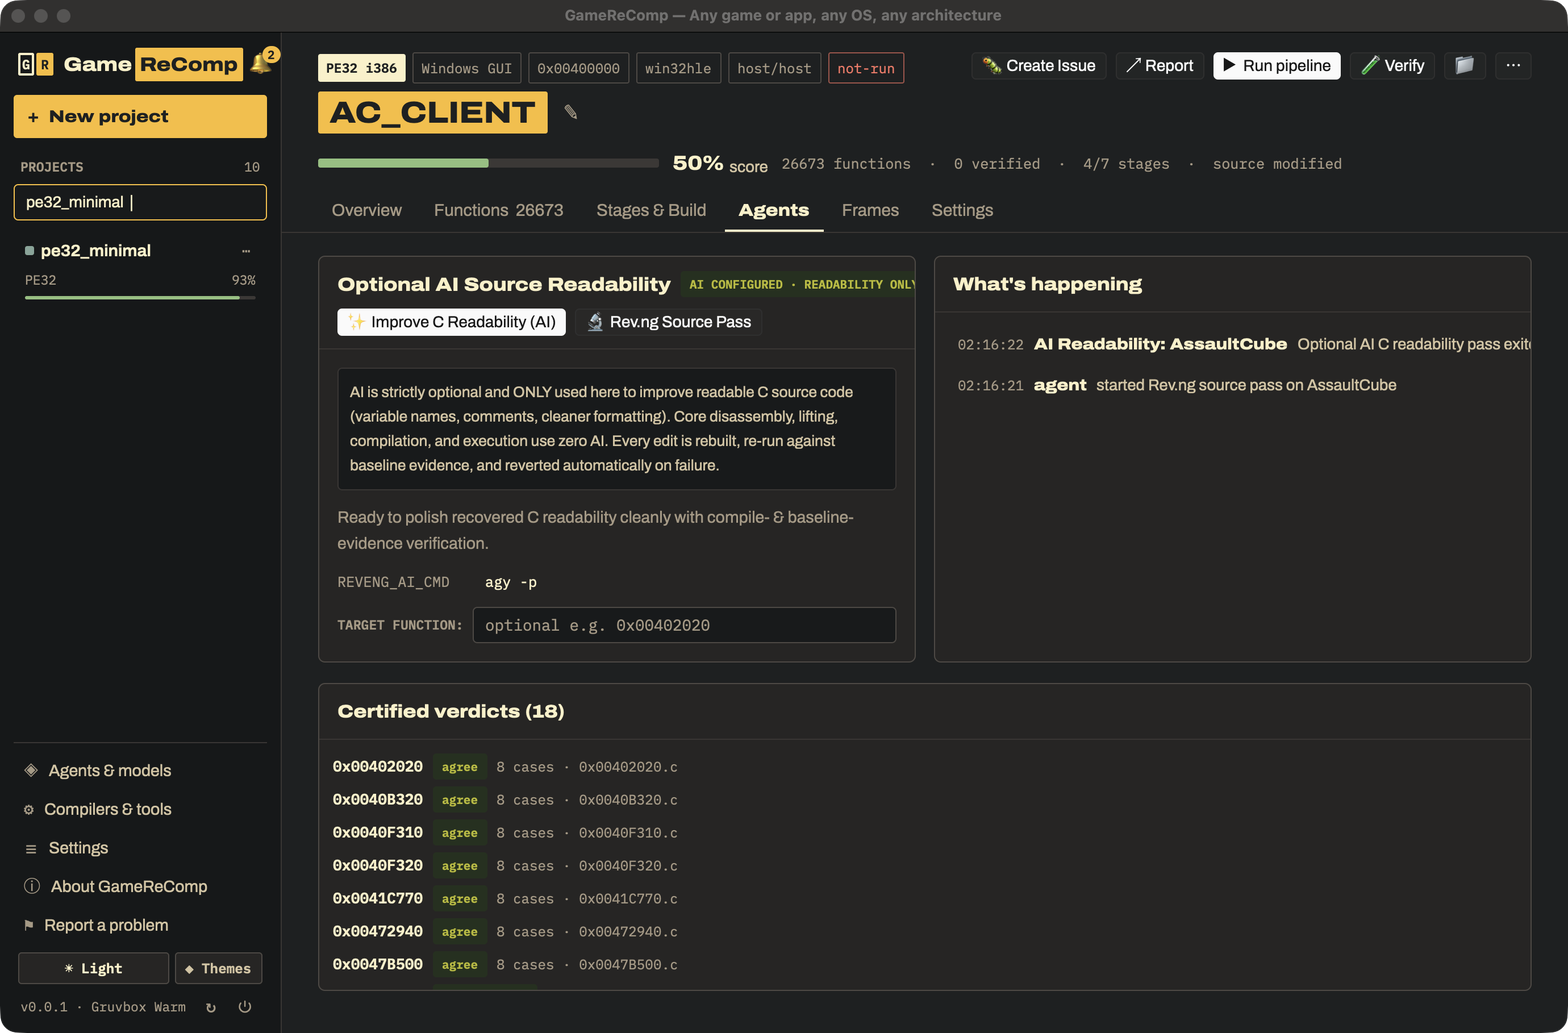 GameReComp — Any game or app, any OS, any architecture
GR Game ReComp 2
+ New project
PROJECTS 10
pe32_minimal
pe32_minimal ...
PE32 93%
Agents & models
Compilers & tools
Settings
About GameReComp
Report a problem
Light
Themes
v0.0.1 · Gruvbox Warm
PE32 i386 Windows GUI 0x00400000 win32hle host/host not-run
Create Issue Report Run pipeline Verify ...
AC_CLIENT
50% score 26673 functions · 0 verified · 4/7 stages · source modified
Overview Functions 26673 Stages & Build Agents Frames Settings
Optional AI Source Readability AI CONFIGURED · READABILITY ONLY
Improve C Readability (AI) Rev.ng Source Pass
AI is strictly optional and ONLY used here to improve readable C source code
(variable names, comments, cleaner formatting). Core disassembly, lifting,
compilation, and execution use zero AI. Every edit is rebuilt, re-run against
baseline evidence, and reverted automatically on failure.
Ready to polish recovered C readability cleanly with compile- & baseline-
evidence verification.
REVENG_AI_CMD agy -p
TARGET FUNCTION: optional e.g. 0x00402020
What's happening
02:16:22 AI Readability: AssaultCube Optional AI C readability pass exit
02:16:21 agent started Rev.ng source pass on AssaultCube
Certified verdicts (18)
0x00402020 agree 8 cases · 0x00402020.c
0x0040B320 agree 8 cases · 0x0040B320.c
0x0040F310 agree 8 cases · 0x0040F310.c
0x0040F320 agree 8 cases · 0x0040F320.c
0x0041C770 agree 8 cases · 0x0041C770.c
0x00472940 agree 8 cases · 0x00472940.c
0x0047B500 agree 8 cases · 0x0047B500.c